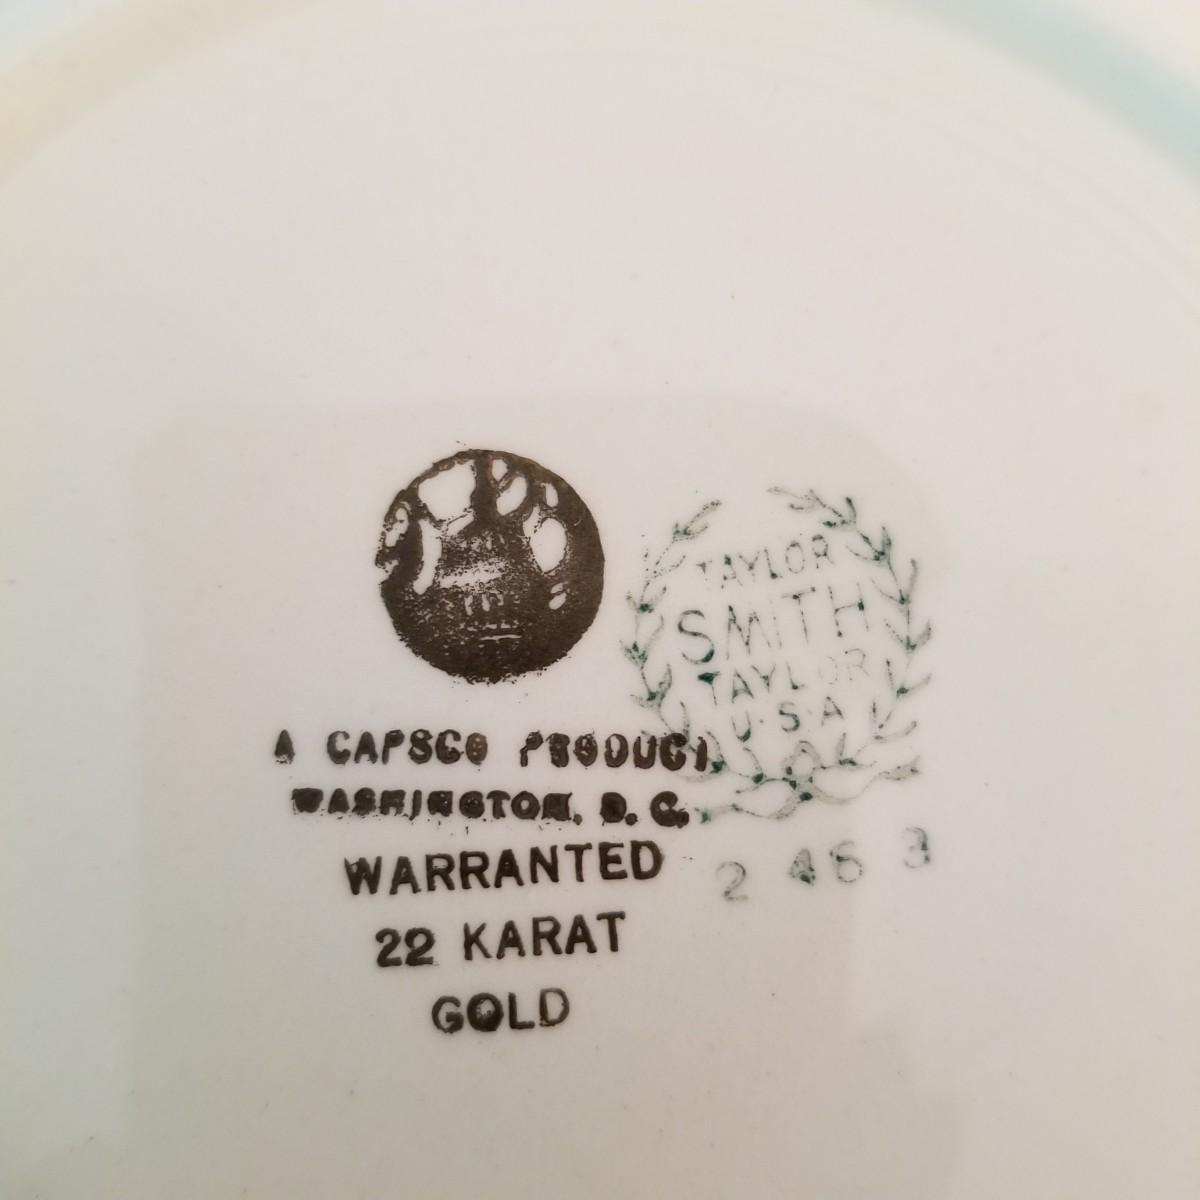 A CAPSCO PRODUCT
WASHINGTON, D. C.
WARRANTED
22 KARAT
GOLD
TAYLOR
SMITH
TAYLOR
U·S·A
2 46 3